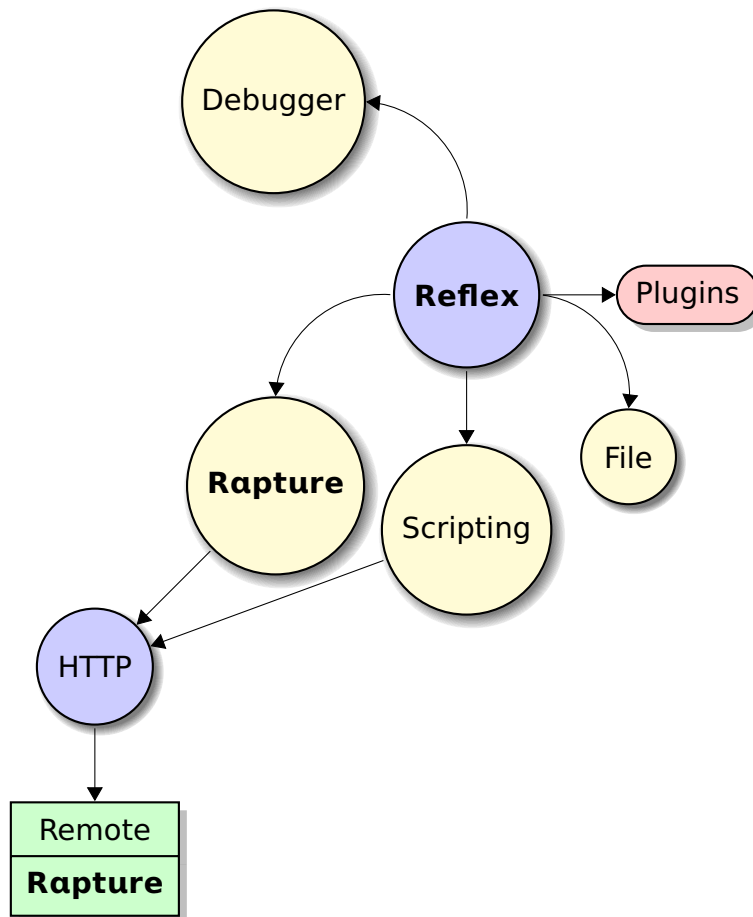 Debugger
Reflex
Plugins
File
Rapture
Scripting
HTTP
Remote
Rapture